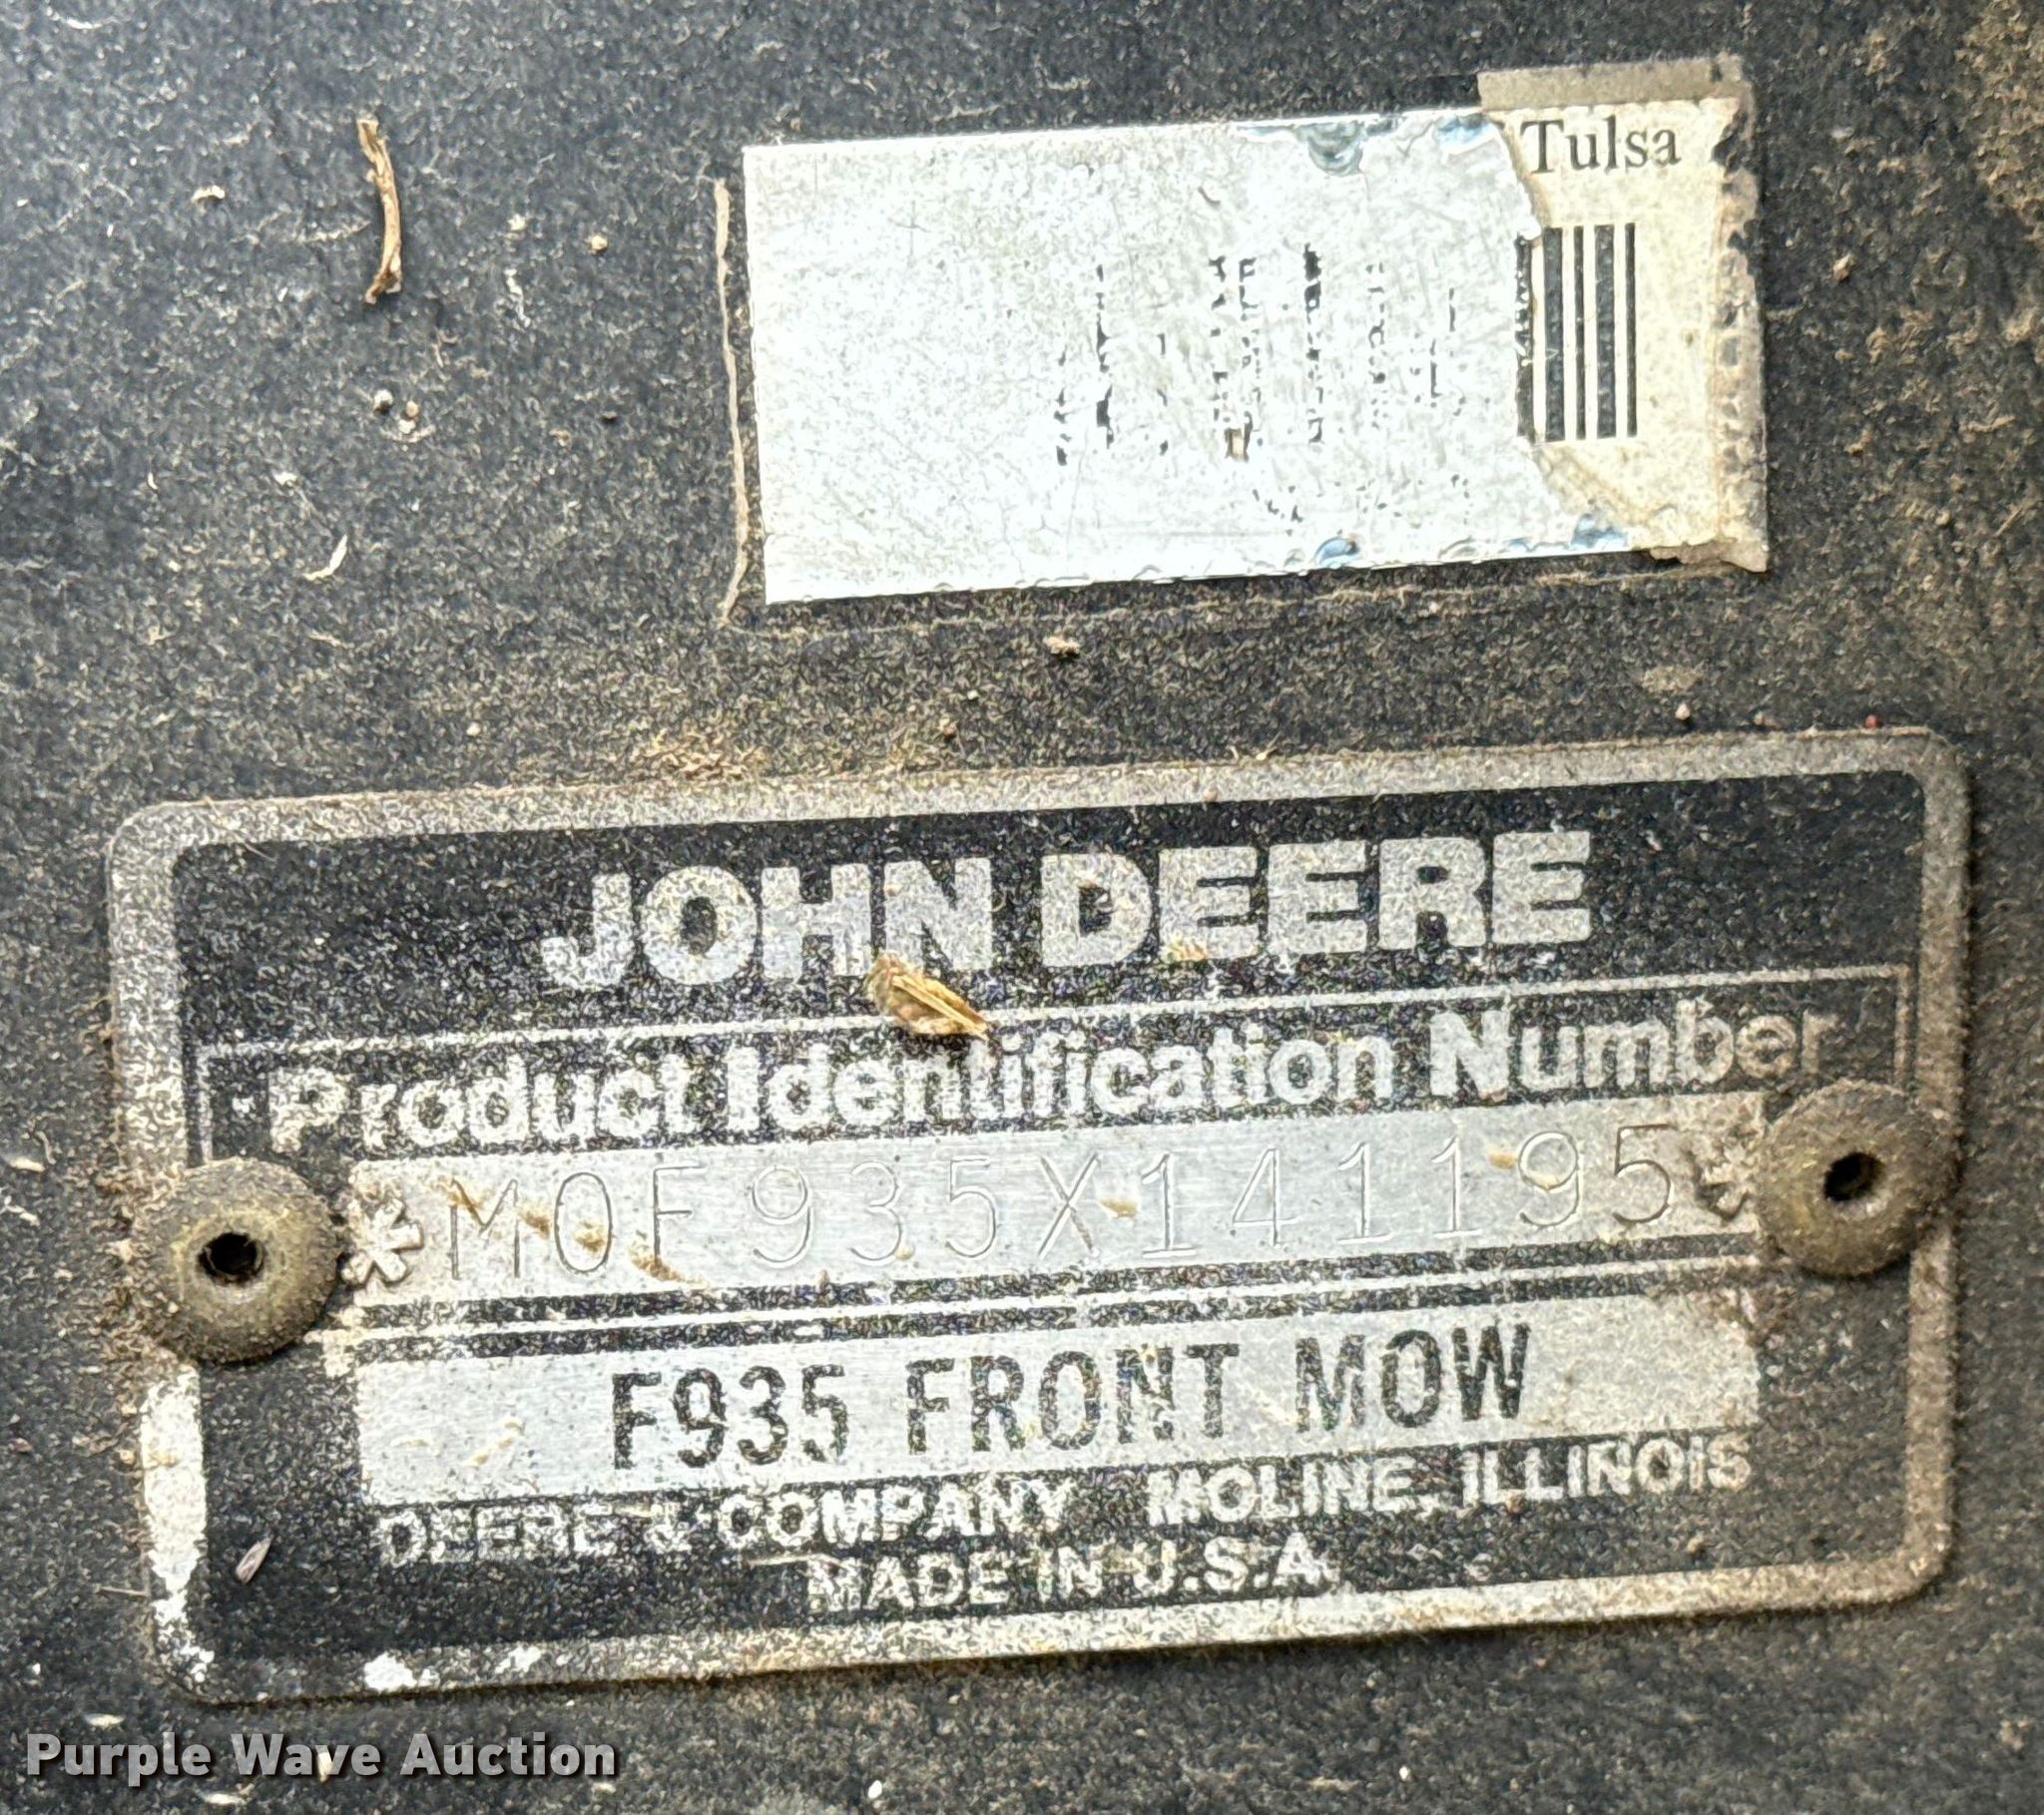 Tulsa
JOHN DEERE
Product Identification Number
*M0F935X141195*
F935 FRONT MOW
DEERE & COMPANY MOLINE, ILLINOIS
MADE IN U.S.A.
Purple Wave Auction